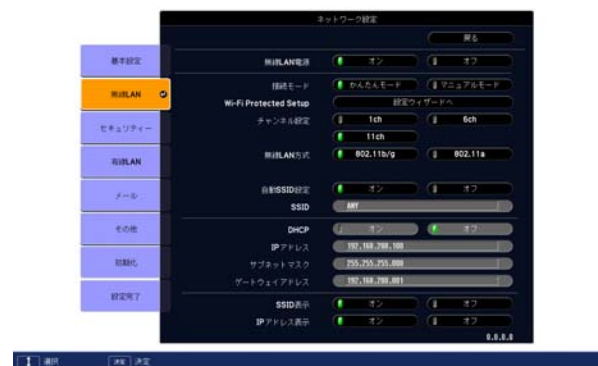 ネットワーク設定
戻る
基本設定
無線LAN
セキュリティー
有線LAN
メール
その他
初期化
設定完了
無線LAN電源 オン オフ
接続モード かんたんモード マニュアルモード
Wi-Fi Protected Setup 設定ウィザードへ
チャンネル設定 1ch 6ch
11ch
無線LAN方式 802.11b/g 802.11a
自動SSID設定 オン オフ
SSID ANY
DHCP オン オフ
IPアドレス
サブネットマスク 255.255.255.000
ゲートウェイアドレス
SSID表示 オン オフ
IPアドレス表示 オン オフ
0.0.0.0
選択 決定 決定